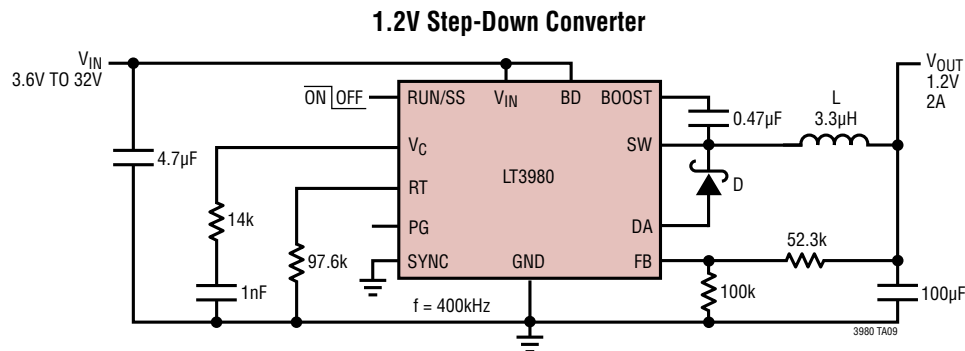 1.2V Step-Down Converter
VIN
3.6V TO 32V
VOUT
1.2V
2A
ON OFF
RUN/SS
VIN
BD
BOOST
0.47µF
L
3.3µH
4.7µF
VC
SW
LT3980
RT
D
14k
PG
DA
52.3k
97.6k
SYNC
GND
FB
1nF
f = 400kHz
100k
100µF
3980 TA09